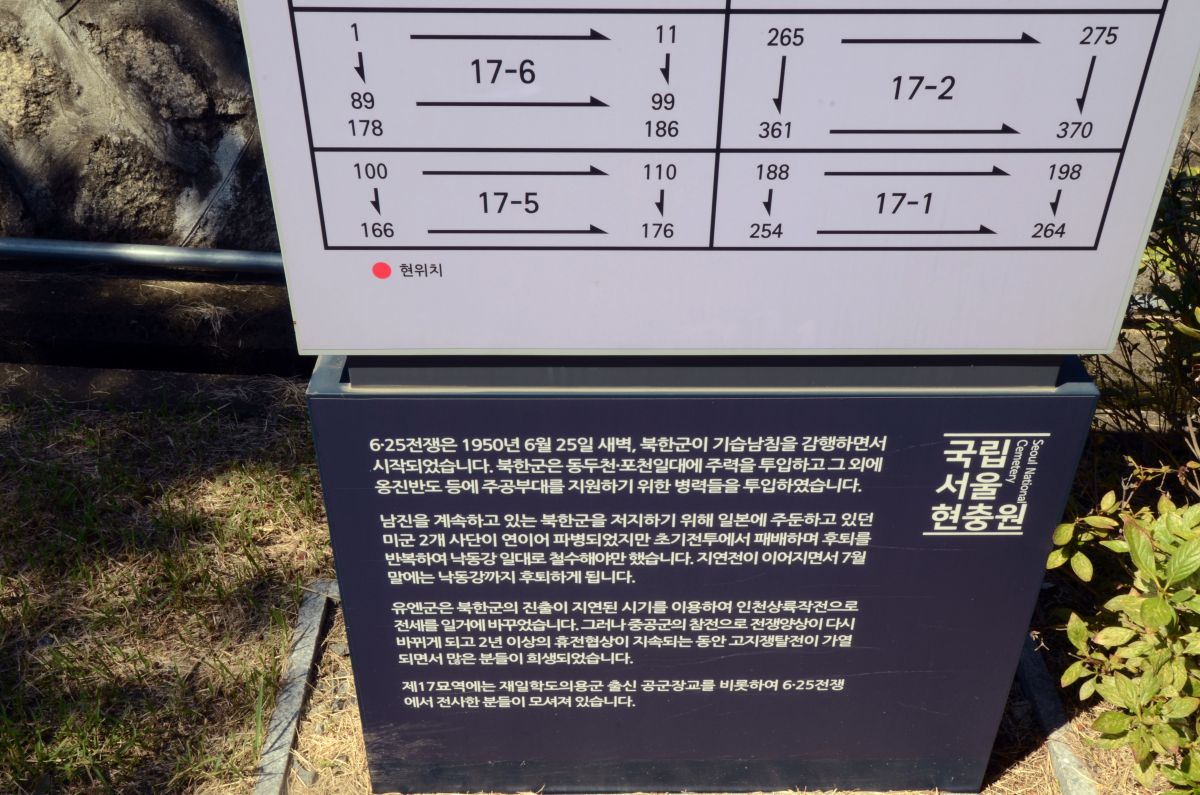 1 11 265 275
17-6 17-2
89 99
178 186 361 370
100 110 188 198
17-5 17-1
166 176 254 264
현위치
6·25전쟁은 1950년 6월 25일 새벽, 북한군이 기습남침을 감행하면서
시작되었습니다. 북한군은 동두천·포천일대에 주력을 투입하고 그 외에
옹진반도 등에 주공부대를 지원하기 위한 병력들을 투입하였습니다.
남진을 계속하고 있는 북한군을 저지하기 위해 일본에 주둔하고 있던
미군 2개 사단이 연이어 파병되었지만 초기전투에서 패배하며 후퇴를
반복하여 낙동강 일대로 철수해야만 했습니다. 지연전이 이어지면서 7월
말에는 낙동강까지 후퇴하게 됩니다.
유엔군은 북한군의 진출이 지연된 시기를 이용하여 인천상륙작전으로
전세를 일거에 바꾸었습니다. 그러나 중공군의 참전으로 전쟁양상이 다시
바뀌게 되고 2년 이상의 휴전협상이 지속되는 동안 고지쟁탈전이 가열
되면서 많은 분들이 희생되었습니다.
제17묘역에는 재일학도의용군 출신 공군장교를 비롯하여 6·25전쟁
에서 전사한 분들이 모셔져 있습니다.
국립
서울
현충원
Seoul National
Cemetery